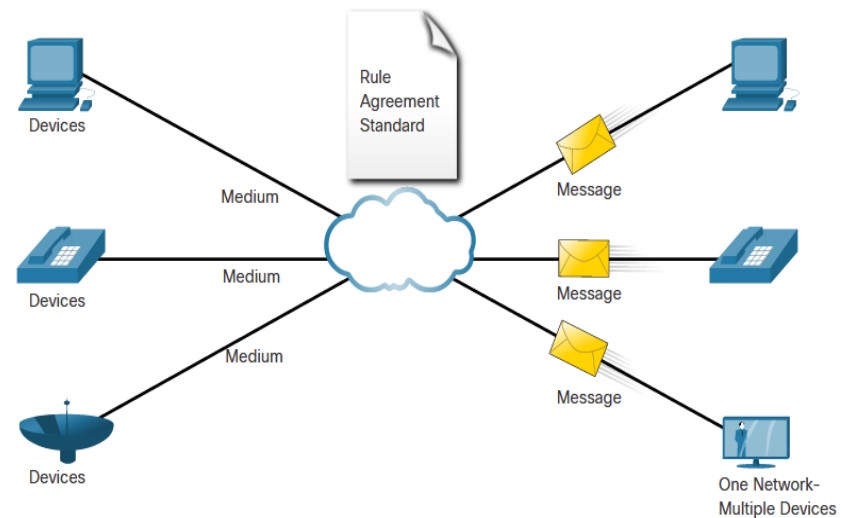 Rule
Agreement
Standard
Devices
Medium
Message
Devices
Medium
Message
Medium
Message
Devices
One Network-
Multiple Devices